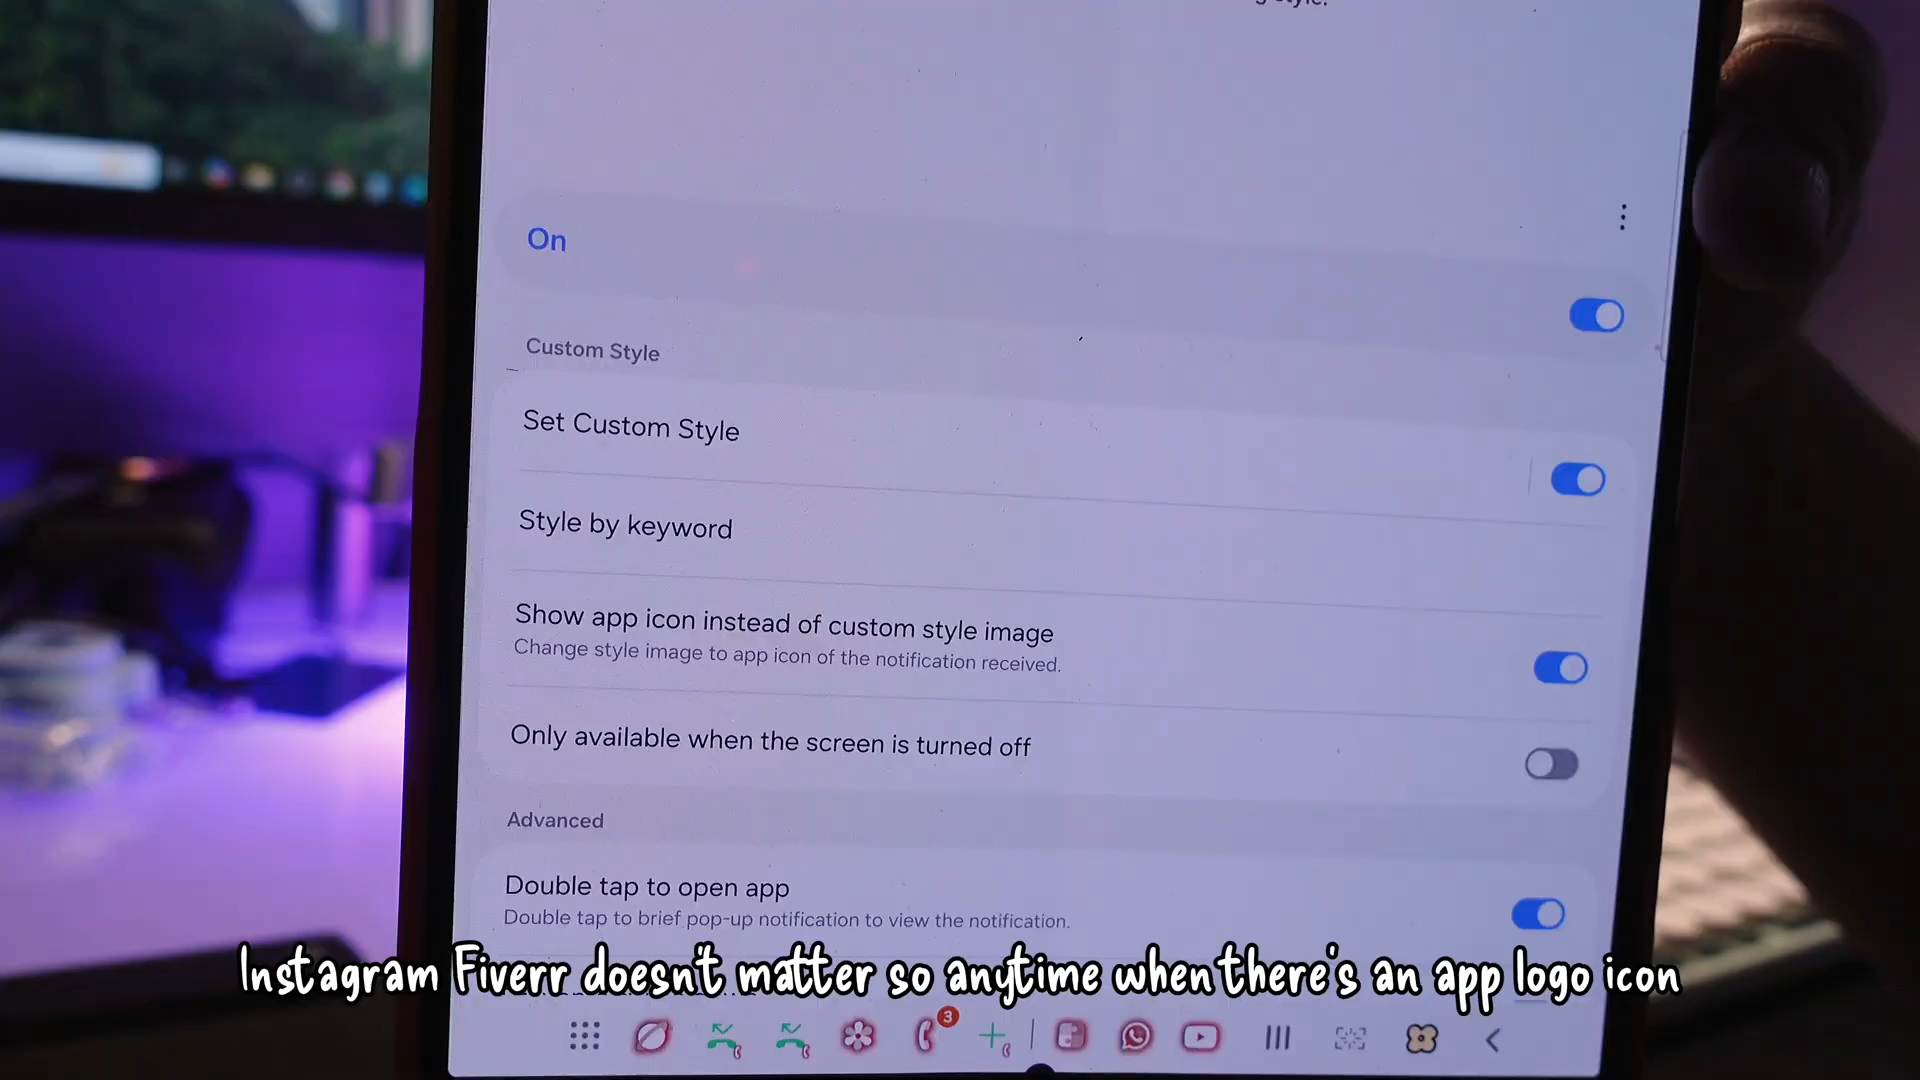 On
Custom Style
Set Custom Style
Style by keyword
Show app icon instead of custom style image
Change style image to app icon of the notification received.
Only available when the screen is turned off
Advanced
Double tap to open app
Double tap to brief pop-up notification to view the notification.
Instagram Fiverr doesn't matter so anytime when there's an app logo icon
3